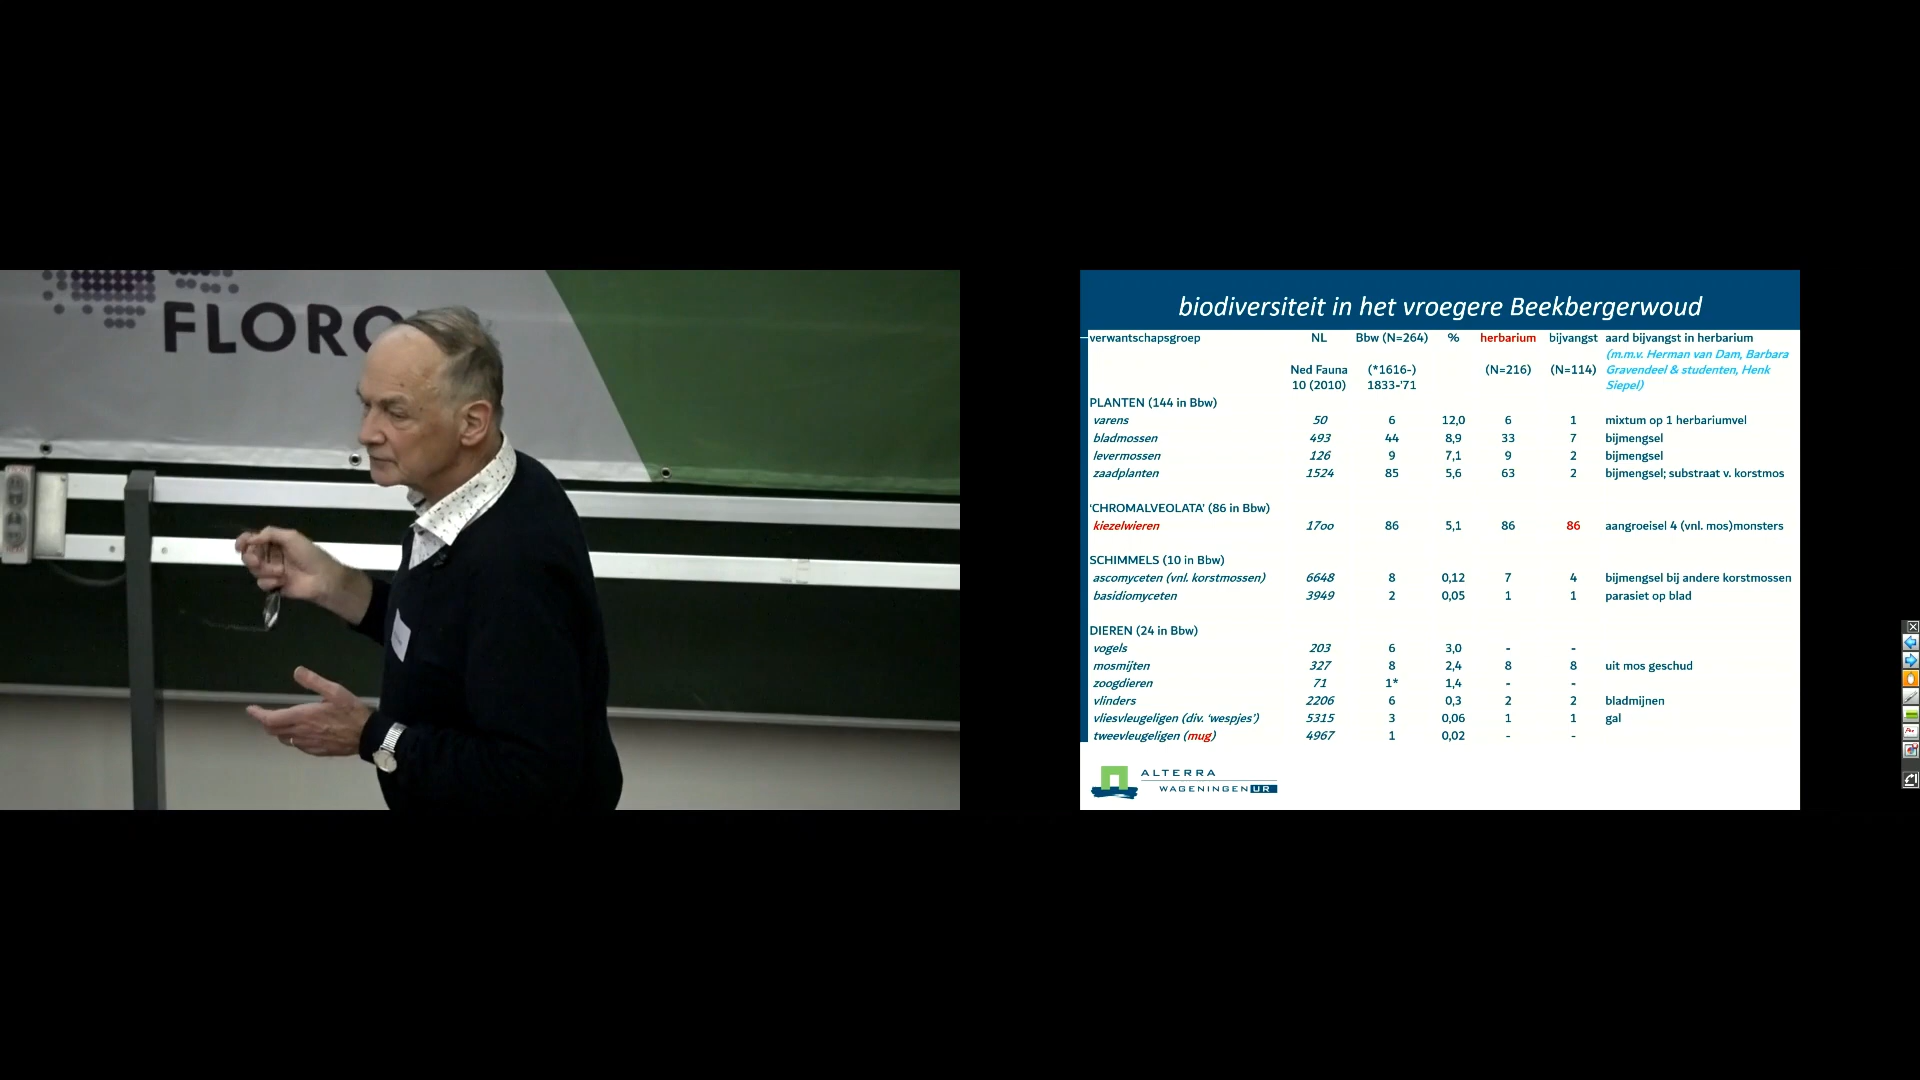 FLORO
biodiversiteit in het vroegere Beekbergerwoud
verwantschapsgroep NL Bbw (N=264) % herbarium bijvangst aard bijvangst in herbarium
(m.m.v. Herman van Dam, Barbara
Ned Fauna (*1616-) (N=216) (N=114) Gravendeel & studenten, Henk
10 (2010) 1833-'71 Siepel)
PLANTEN (144 in Bbw)
varens 50 6 12,0 6 1 mixtum op 1 herbariumvel
bladmossen 493 44 8,9 33 7 bijmengsel
levermossen 126 9 7,1 9 2 bijmengsel
zaadplanten 1524 85 5,6 63 2 bijmengsel; substraat v. korstmos
'CHROMALVEOLATA' (86 in Bbw)
kiezelwieren 17oo 86 5,1 86 86 aangroeisel 4 (vnl. mos)monsters
SCHIMMELS (10 in Bbw)
ascomyceten (vnl. korstmossen) 6648 8 0,12 7 4 bijmengsel bij andere korstmossen
basidiomyceten 3949 2 0,05 1 1 parasiet op blad
DIEREN (24 in Bbw)
vogels 203 6 3,0 - -
mosmijten 327 8 2,4 8 8 uit mos geschud
zoogdieren 71 1* 1,4 - -
vlinders 2206 6 0,3 2 2 bladmijnen
vliesvleugeligen (div. 'wespjes') 5315 3 0,06 1 1 gal
tweevleugeligen (mug) 4967 1 0,02 - -
ALTERRA
WAGENINGEN UR